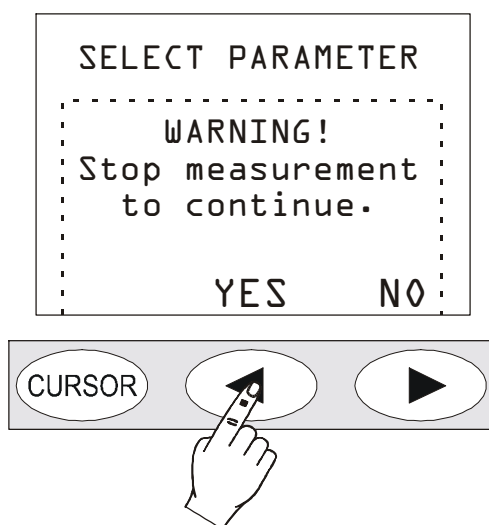 SELECT PARAMETER
WARNING!
Stop measurement
to continue.
YES NO
CURSOR